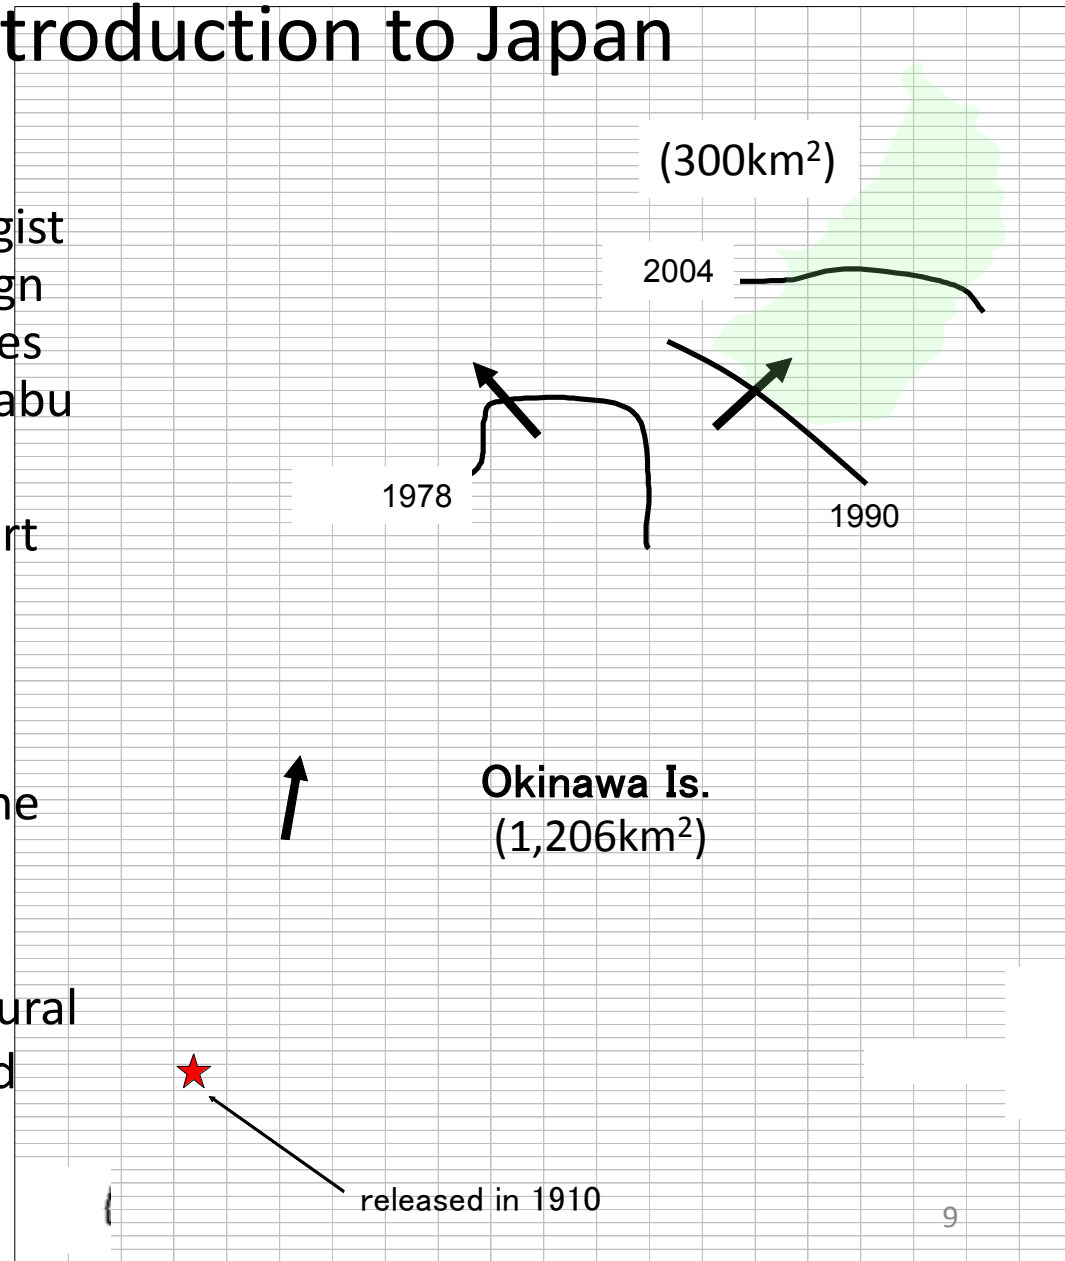 troduction to Japan
(300km²)
gist
2004
gn
es
abu
1978
1990
rt
Okinawa Is.
ne
(1,206km²)
ural
d
released in 1910
9